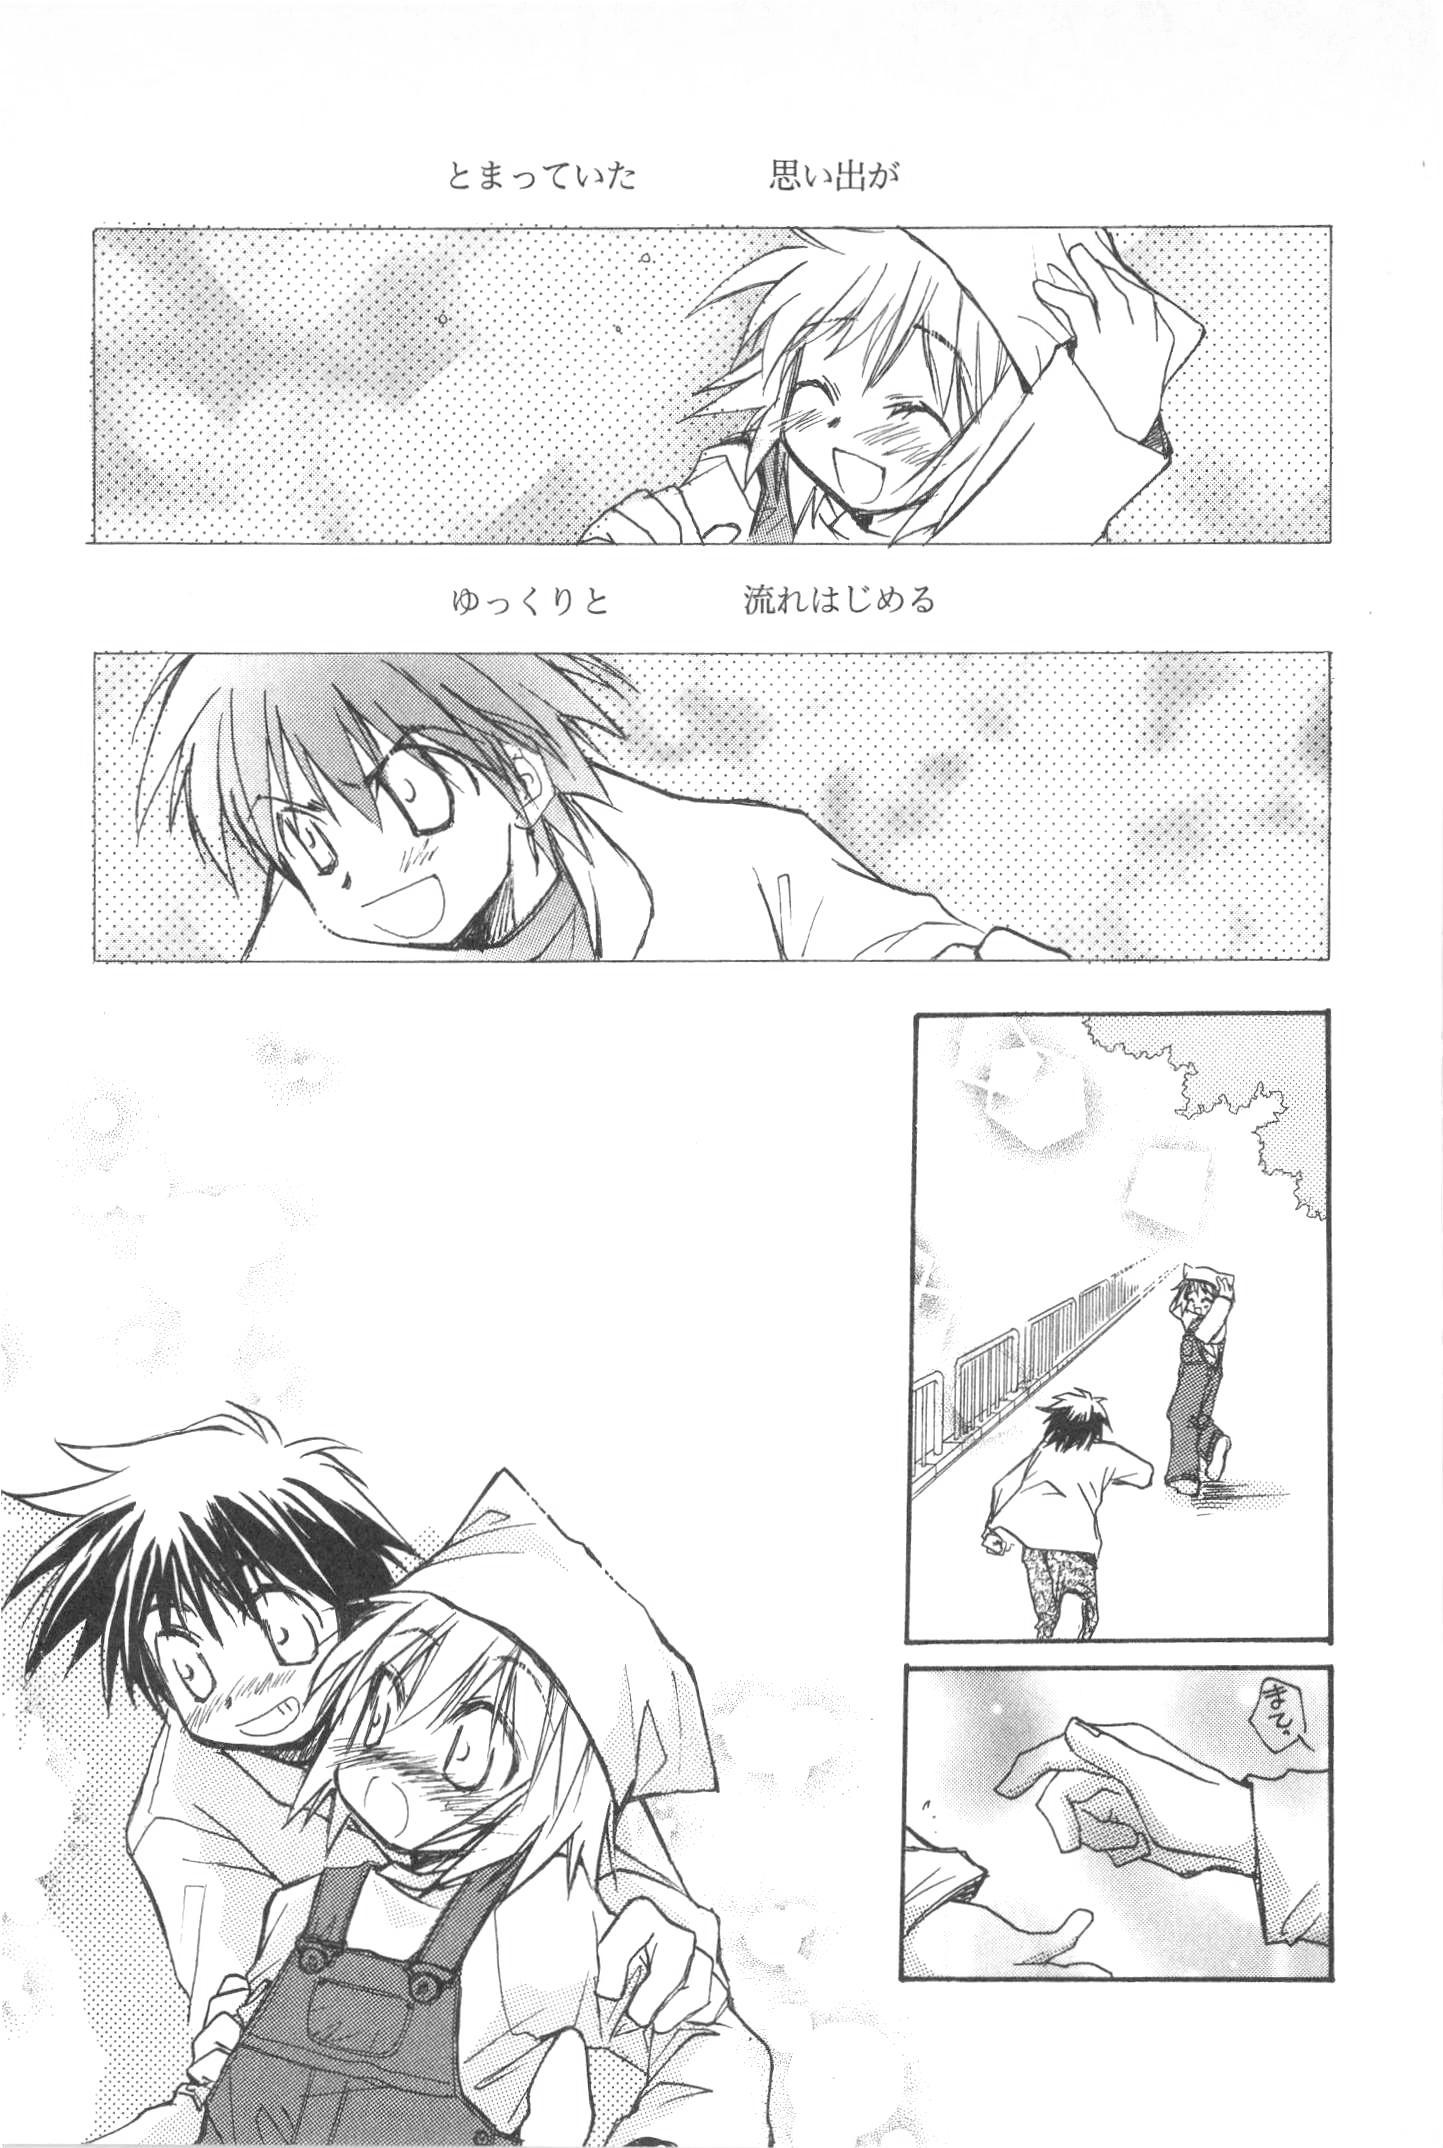 思い出が
とまっていた
流れはじめる
ゆっくりと
まてっ